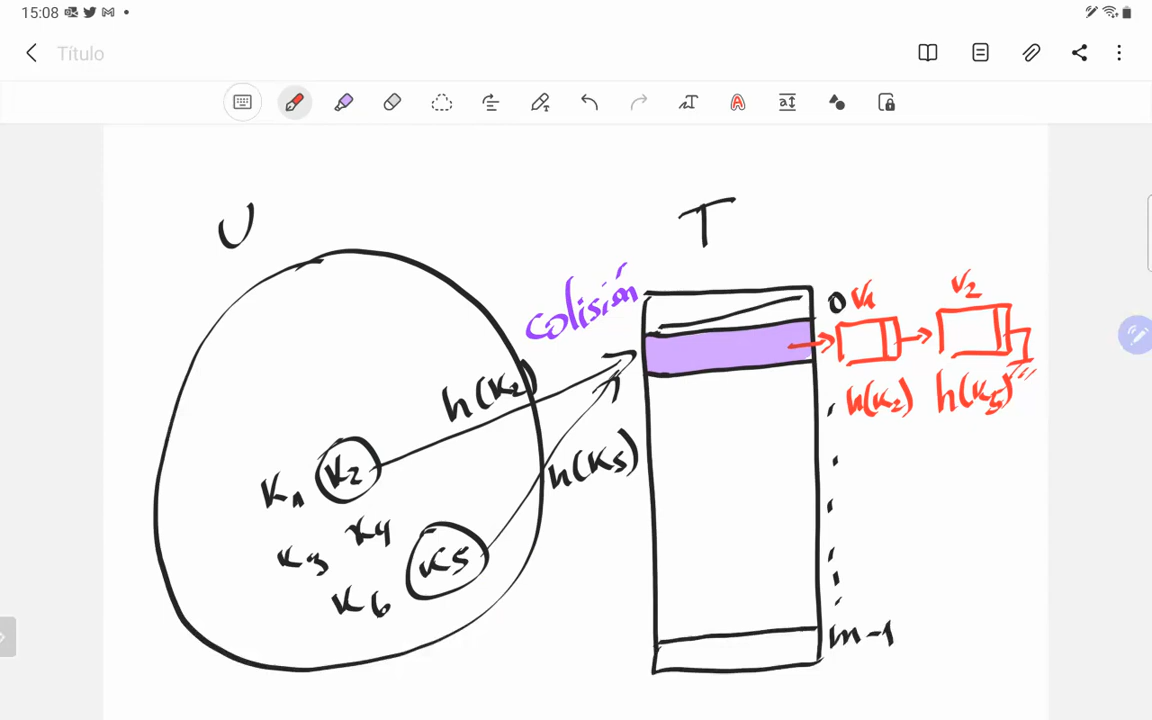 15:08
Título
U
T
colisión
0
V1
V2
h(K2)
h(K2)
h(K5)
h(K5)
K1
K2
K3
K4
K5
K6
m-1